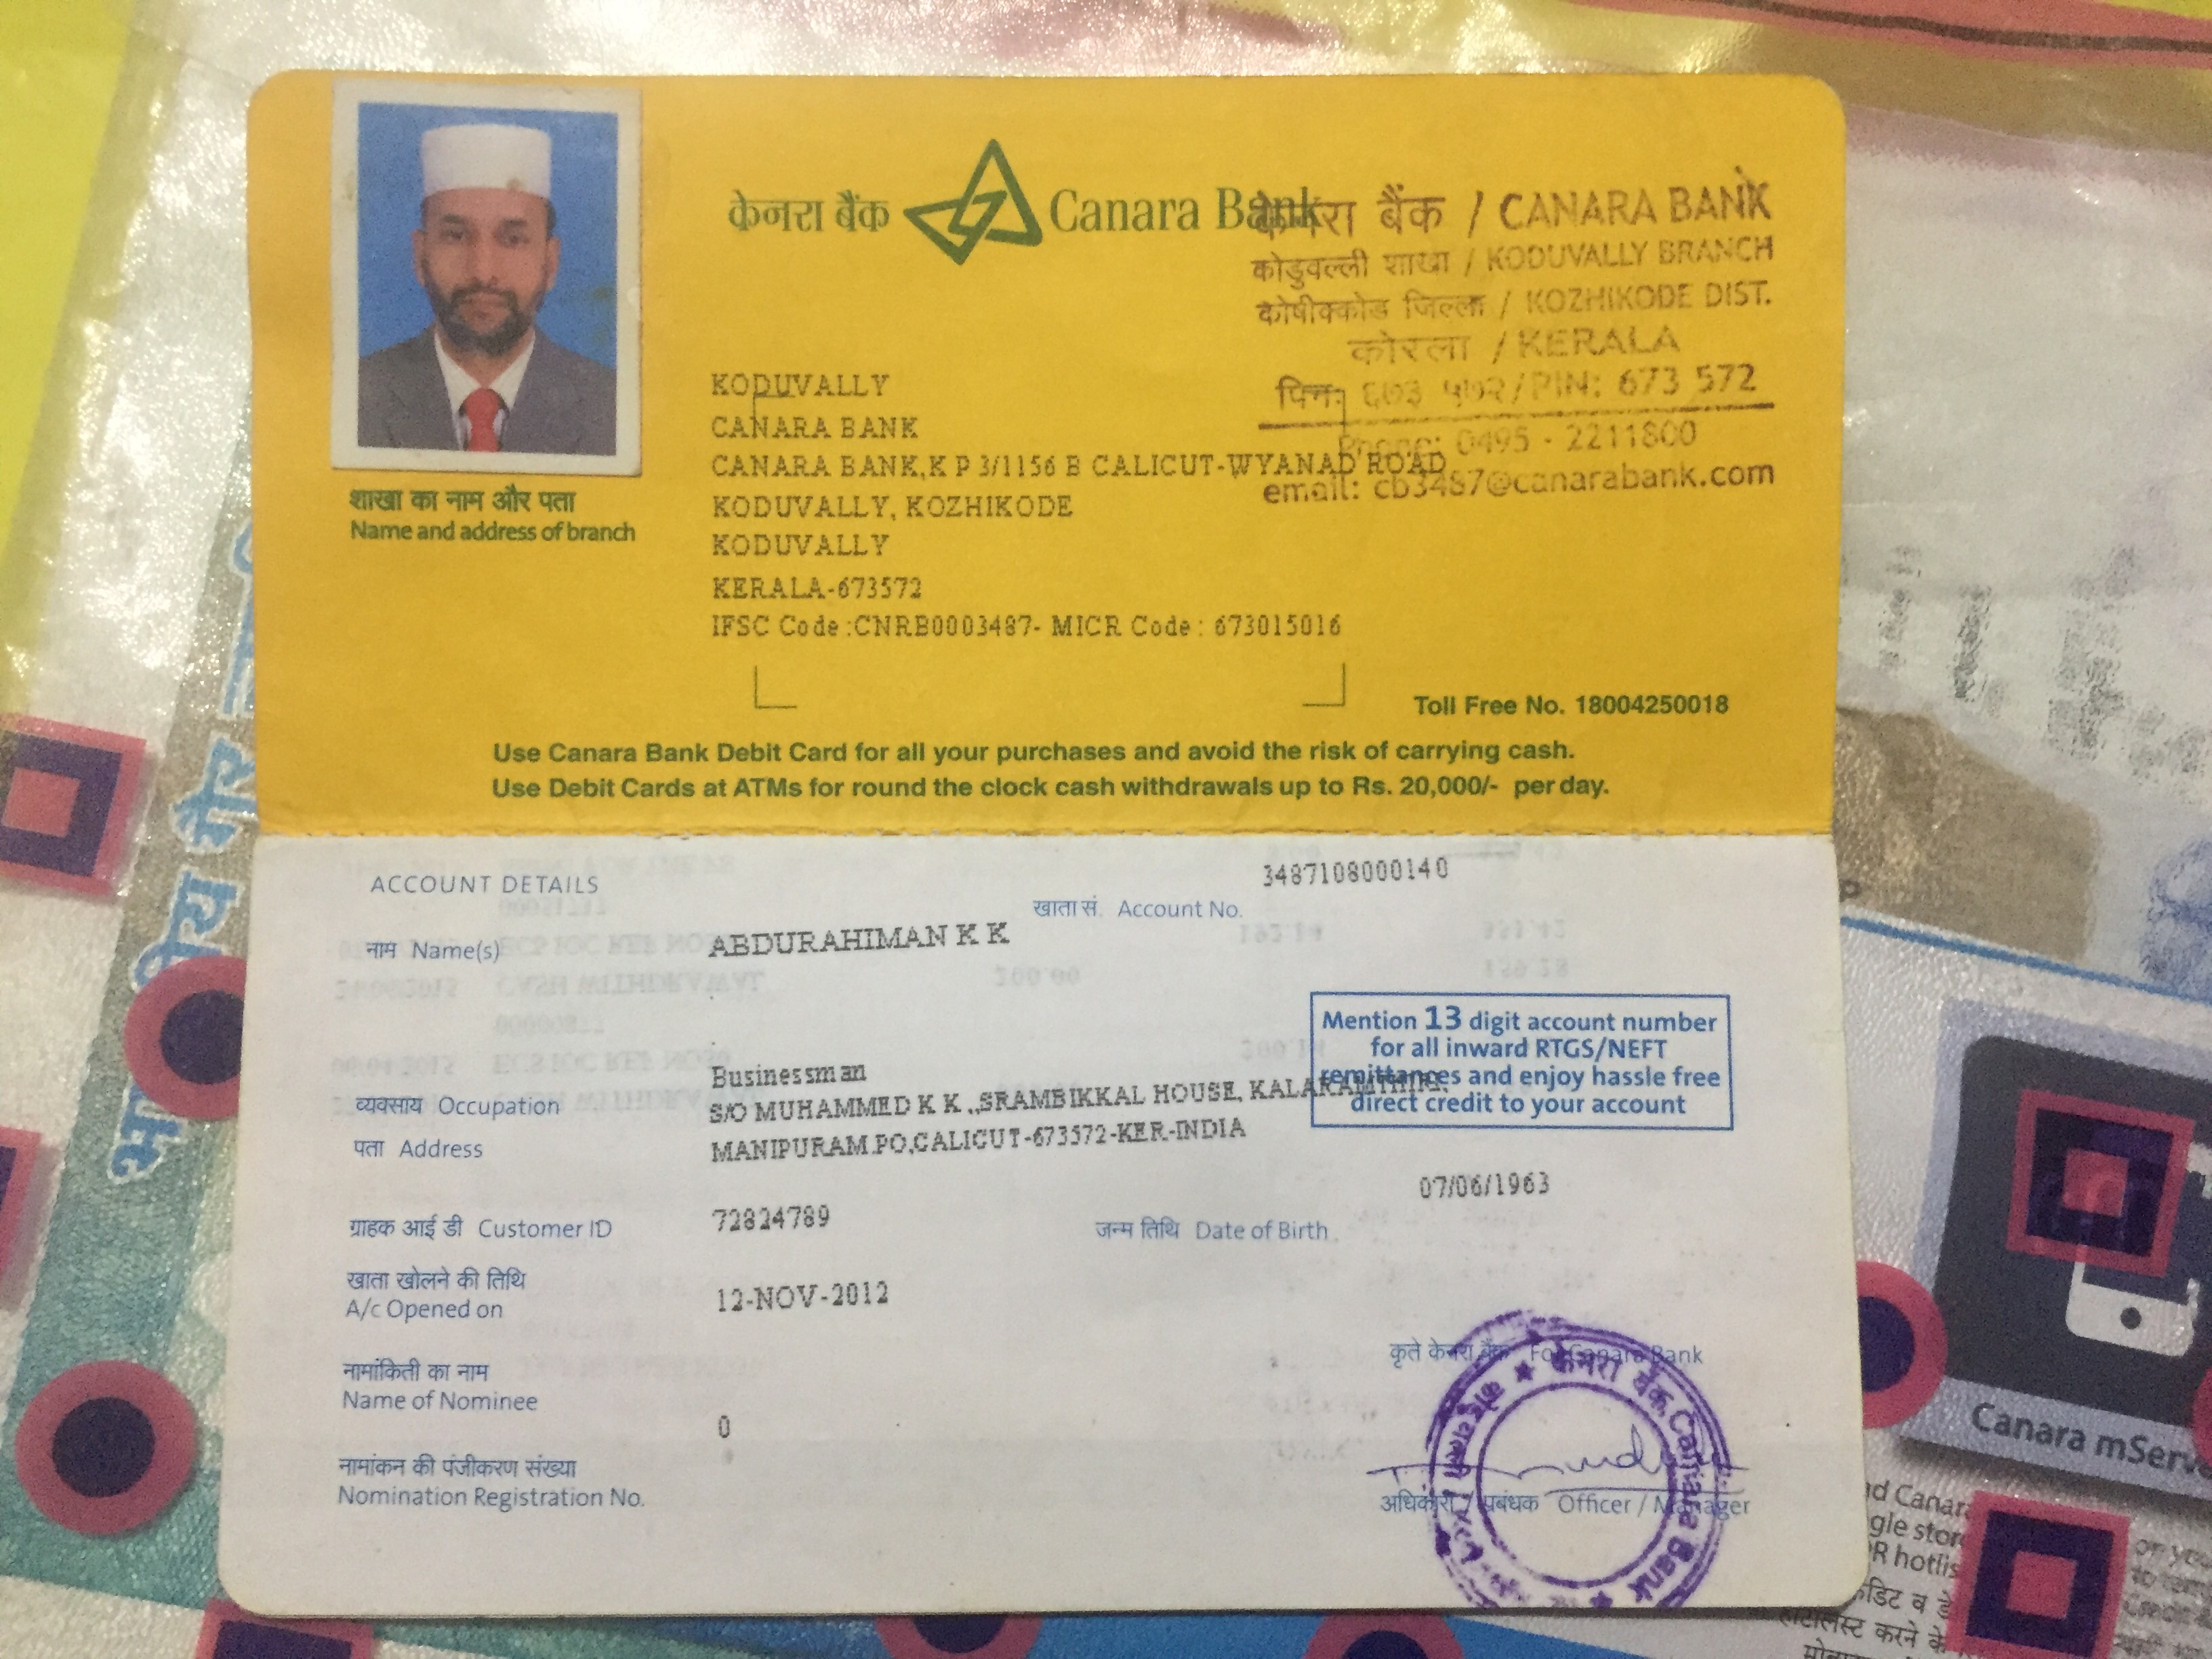 केनरा बैंक Canara Bank
केनरा बैंक / CANARA BANK
कोडुवल्ली शाखा / KODUVALLY BRANCH
कोषीक्कोड जिल्ला / KOZHIKODE DIST.
केरला / KERALA
पिन: ६७३ ५७२ / PIN: 673 572
0495 - 2211800
email: cb3487@canarabank.com
शाखा का नाम और पता
Name and address of branch
KODUVALLY
CANARA BANK
CANARA BANK,K P 3/1156 B CALICUT-WYANAD ROAD
KODUVALLY, KOZHIKODE
KODUVALLY
KERALA-673572
IFSC Code :CNRB0003487- MICR Code : 673015016
Toll Free No. 18004250018
Use Canara Bank Debit Card for all your purchases and avoid the risk of carrying cash.
Use Debit Cards at ATMs for round the clock cash withdrawals up to Rs. 20,000/- per day.
ACCOUNT DETAILS
खाता सं. Account No. 3487108000140
नाम Name(s) ABDURAHIMAN K K
Mention 13 digit account number
for all inward RTGS/NEFT
remittances and enjoy hassle free
direct credit to your account
व्यवसाय Occupation Businessman
पता Address S/O MUHAMMED K K ,SRAMBIKKAL HOUSE,
MANIPURAM PO,CALICUT-673572-KER-INDIA
ग्राहक आई डी Customer ID 72824789
जन्म तिथि Date of Birth 07/06/1963
खाता खोलने की तिथि
A/c Opened on 12-NOV-2012
नामांकिती का नाम
Name of Nominee
0
नामांकन की पंजीकरण संख्या
Nomination Registration No.
कृते केनरा बैंक For Canara Bank
अधिकारी / प्रबंधक Officer / Manager
केनरा बैंक Canara Bank
भारतीय गैर
Canara mServ